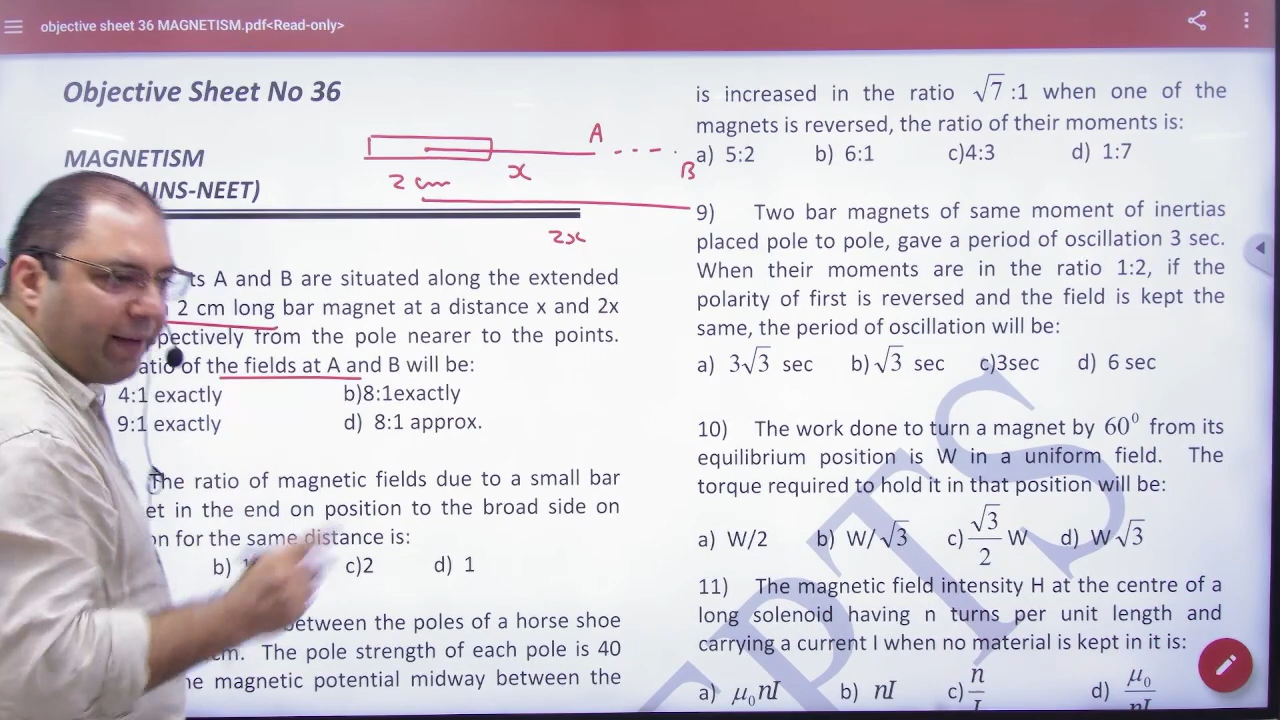 objective sheet 36 MAGNETISM.pdf<Read-only>
Objective Sheet No 36
MAGNETISM
AINS-NEET)
A
x
B
2 cm
2x
ts A and B are situated along the extended
2 cm long bar magnet at a distance x and 2x
pectively from the pole nearer to the points.
atio of the fields at A and B will be:
) 4:1 exactly b)8:1exactly
9:1 exactly d) 8:1 approx.
The ratio of magnetic fields due to a small bar
et in the end on position to the broad side on
on for the same distance is:
b) c)2 d) 1
between the poles of a horse shoe
cm. The pole strength of each pole is 40
he magnetic potential midway between the
is increased in the ratio √7 :1 when one of the
magnets is reversed, the ratio of their moments is:
a) 5:2 b) 6:1 c)4:3 d) 1:7
9) Two bar magnets of same moment of inertias
placed pole to pole, gave a period of oscillation 3 sec.
When their moments are in the ratio 1:2, if the
polarity of first is reversed and the field is kept the
same, the period of oscillation will be:
a) 3√3 sec b) √3 sec c)3sec d) 6 sec
10) The work done to turn a magnet by 60⁰ from its
equilibrium position is W in a uniform field. The
torque required to hold it in that position will be:
a) W/2 b) W/√3 c) √3/2 W d) W√3
11) The magnetic field intensity H at the centre of a
long solenoid having n turns per unit length and
carrying a current I when no material is kept in it is:
a) μ₀nI b) nI c) n/I d) μ₀/nI
EPTS